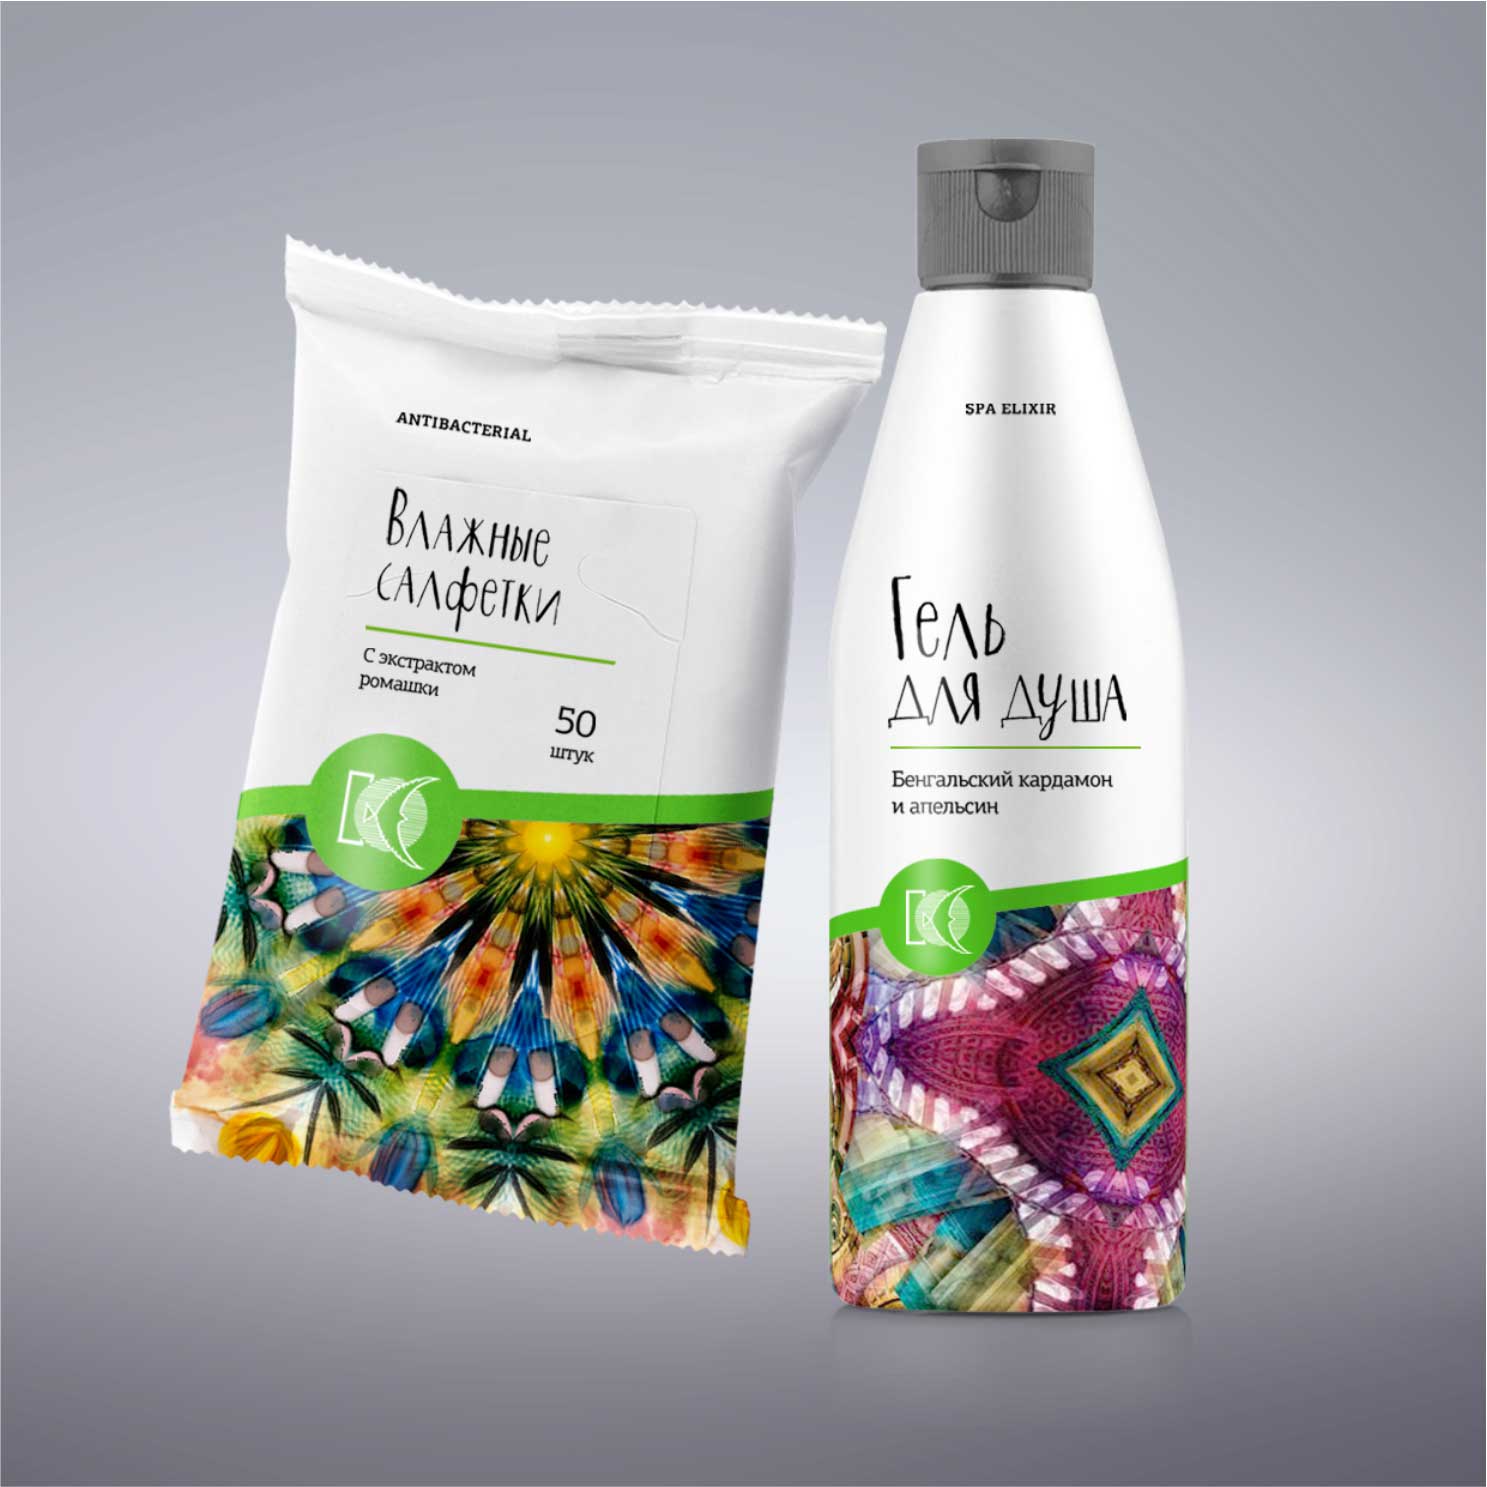 ANTIBACTERIAL
Влажные
салфетки
С экстрактом
ромашки
50
штук
SPA ELIXIR
Гель
для душа
Бенгальский кардамон
и апельсин